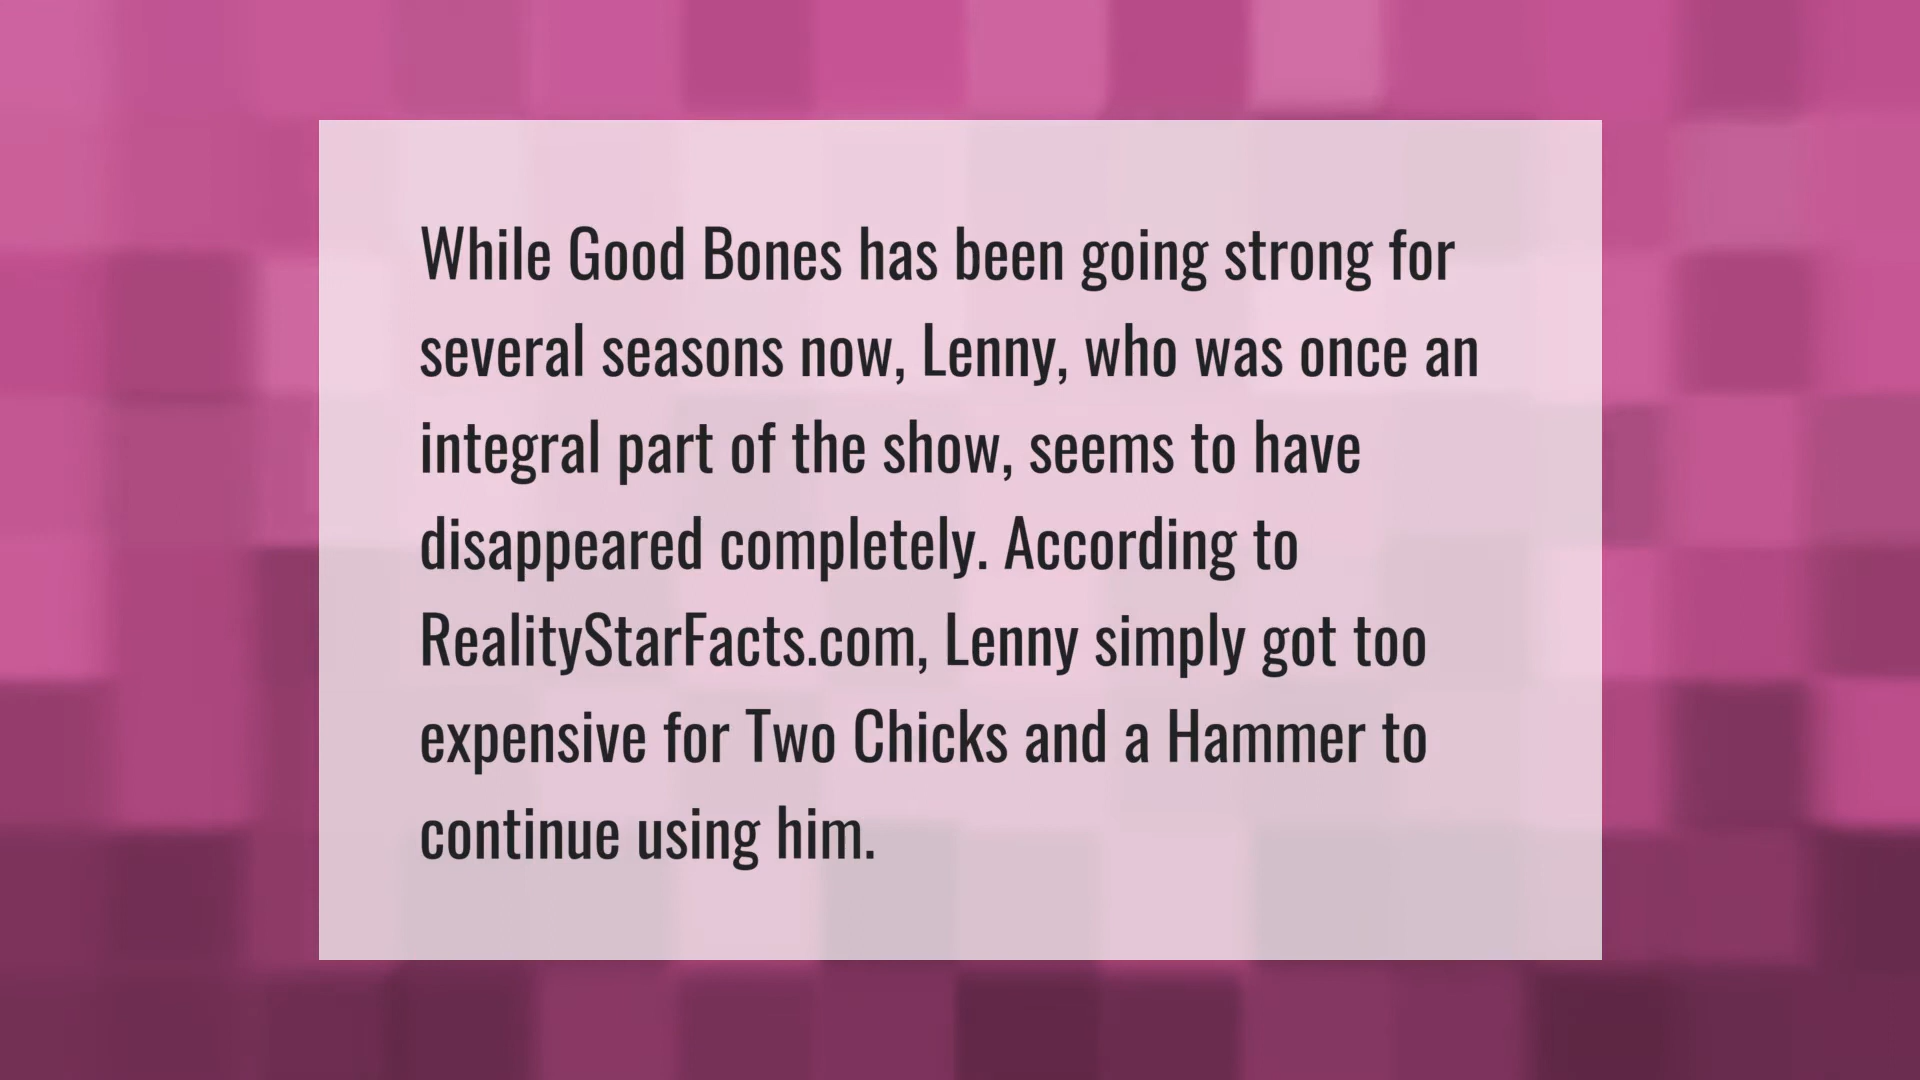 While Good Bones has been going strong for
several seasons now, Lenny, who was once an
integral part of the show, seems to have
disappeared completely. According to
RealityStarFacts.com, Lenny simply got too
expensive for Two Chicks and a Hammer to
continue using him.